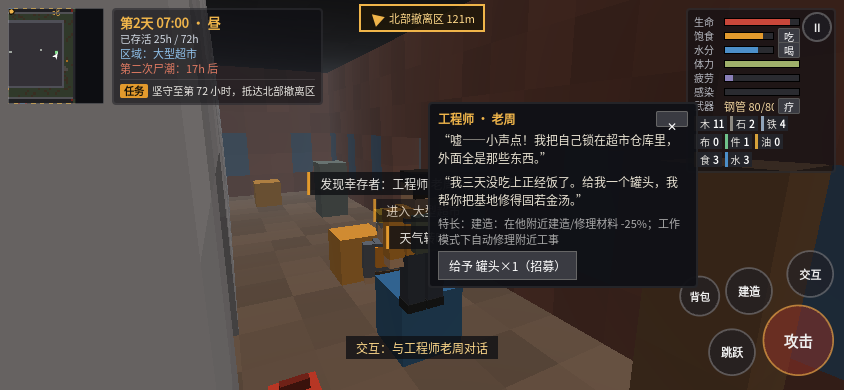 第2天 07:00 · 昼
已存活 25h / 72h
区域：大型超市
第二次尸潮：17h 后
任务 坚守至第 72 小时，抵达北部撤离区
北部撤离区 121m
生命
饱食 吃
水分 喝
体力
疲劳
感染
武器 钢管 80/80 疗
木 11 石 2 铁 4
布 0 件 1 油 0
食 3 水 3
工程师 · 老周
×
“嘘——小声点！我把自己锁在超市仓库里，
外面全是那些东西。”
“我三天没吃上正经饭了。给我一个罐头，我
帮你把基地修得固若金汤。”
特长：建造：在他附近建造/修理材料 -25%；工作
模式下自动修理附近工事
给予 罐头×1（招募）
发现幸存者：工程师
进入 大型
天气
交互：与工程师老周对话
背包
建造
交互
跳跃
攻击